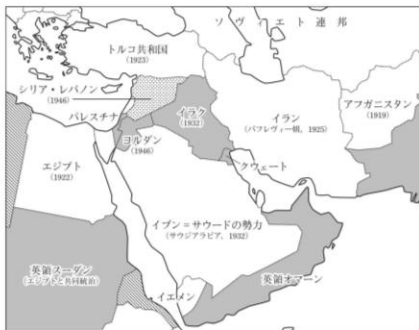 ソヴィエト連邦
トルコ共和国
(1923)
シリア・レバノン
(1946)
パレスチナ
ヨルダン
(1946)
イラク
(1932)
イラン
(パフレヴィー朝, 1925)
アフガニスタン
(1919)
クウェート
エジプト
(1922)
イブン＝サウードの勢力
(サウジアラビア, 1932)
英領スーダン
(エジプトと共同統治)
イエメン
英領オマーン